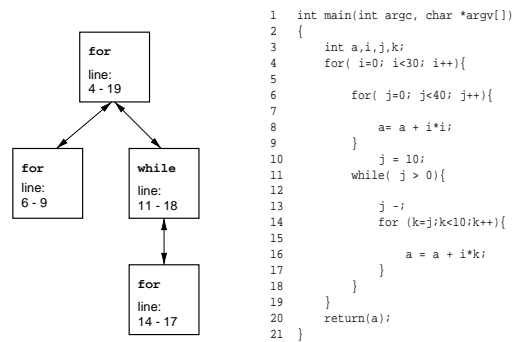 for
line:
4 - 19
for
line:
6 - 9
while
line:
11 - 18
for
line:
14 - 17
1 int main(int argc, char *argv[])
2 {
3 int a,i,j,k;
4 for( i=0; i<30; i++){
5
6 for( j=0; j<40; j++){
7
8 a= a + i*i;
9 }
10 j = 10;
11 while( j > 0){
12
13 j -;
14 for (k=j;k<10;k++){
15
16 a = a + i*k;
17 }
18 }
19 }
20 return(a);
21 }